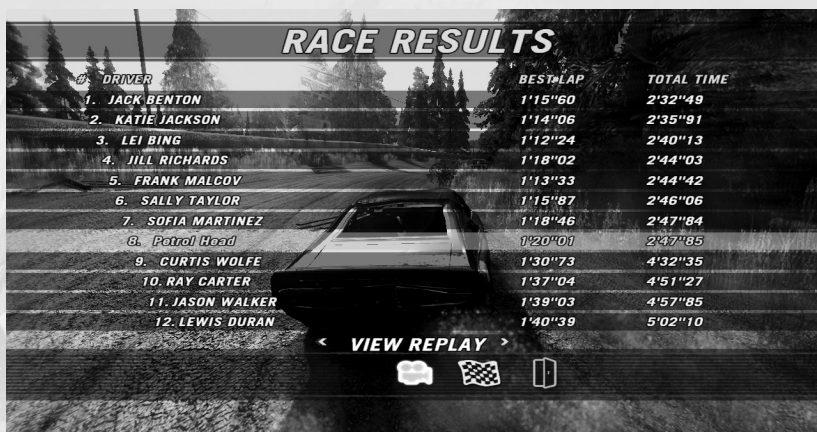 RACE RESULTS
# DRIVER BEST LAP TOTAL TIME
1. JACK BENTON 1'15"60 2'32"49
2. KATIE JACKSON 1'14"06 2'35"91
3. LEI BING 1'12"24 2'40"13
4. JILL RICHARDS 1'18"02 2'44"03
5. FRANK MALCOV 1'13"33 2'44"42
6. SALLY TAYLOR 1'15"87 2'46"06
7. SOFIA MARTINEZ 1'18"46 2'47"84
8. Petrol Head 1'20"01 2'47"85
9. CURTIS WOLFE 1'30"73 4'32"35
10. RAY CARTER 1'37"04 4'51"27
11. JASON WALKER 1'39"03 4'57"85
12. LEWIS DURAN 1'40"39 5'02"10
< VIEW REPLAY >